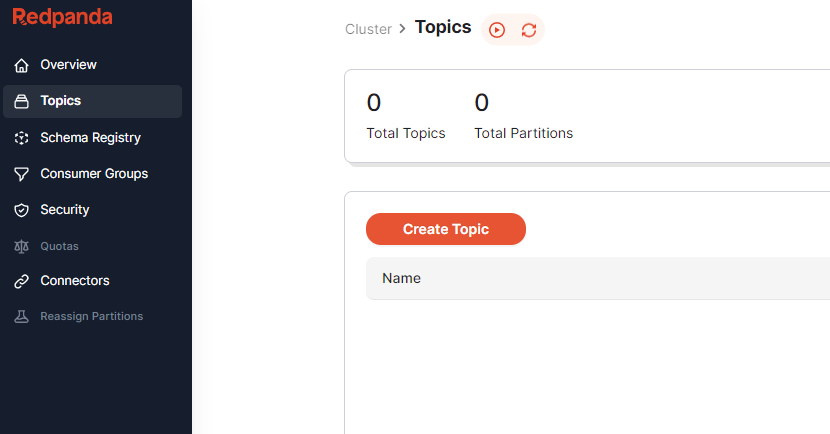 Redpanda
Overview
Topics
Schema Registry
Consumer Groups
Security
Quotas
Connectors
Reassign Partitions
Cluster > Topics
0 0
Total Topics Total Partitions
Create Topic
Name